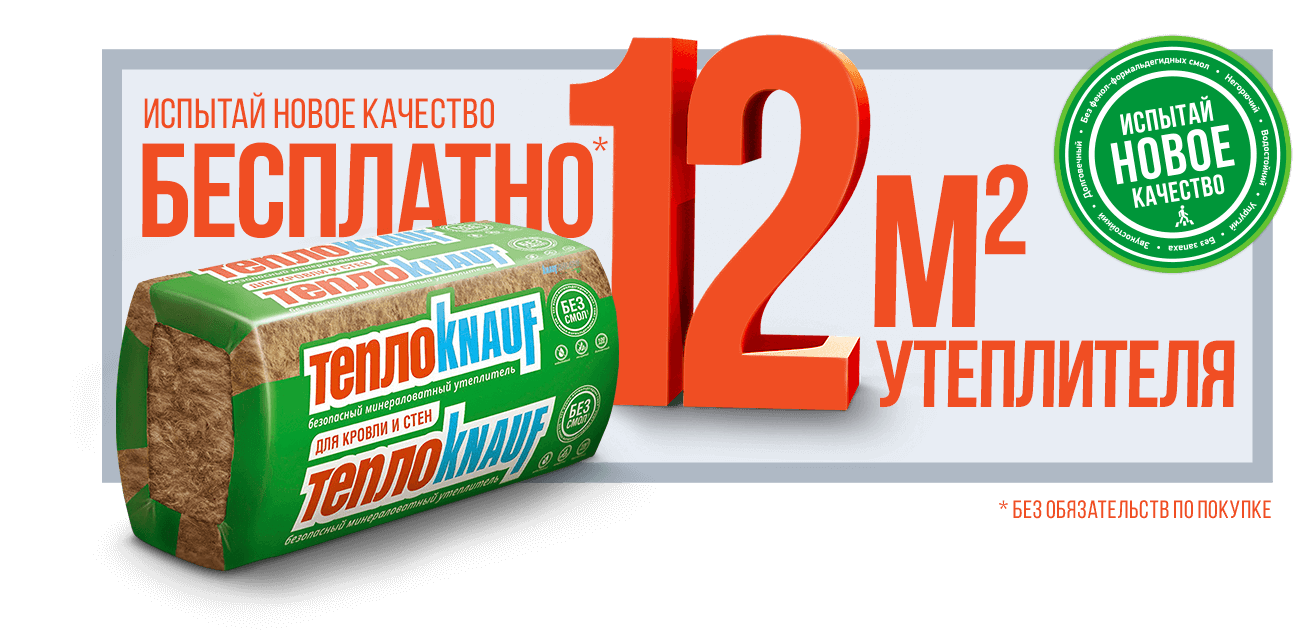 ИСПЫТАЙ НОВОЕ КАЧЕСТВО
БЕСПЛАТНО*
12
М²
УТЕПЛИТЕЛЯ
Без фенол-формальдегидных смол • Негорючий • Водостойкий • Упругий • Без запаха • Звукостойкий • Долговечный •
ИСПЫТАЙ
НОВОЕ
КАЧЕСТВО
ТЕПЛОKNAUF
безопасный минераловатный утеплитель
ДЛЯ КРОВЛИ И СТЕН
ТЕПЛОKNAUF
БЕЗ
СМОЛ
ТЕПЛОKNAUF
безопасный минераловатный утеплитель
ДЛЯ КРОВЛИ И СТЕН
БЕЗ
СМОЛ
ТЕПЛОKNAUF
безопасный минераловатный утеплитель
* БЕЗ ОБЯЗАТЕЛЬСТВ ПО ПОКУПКЕ